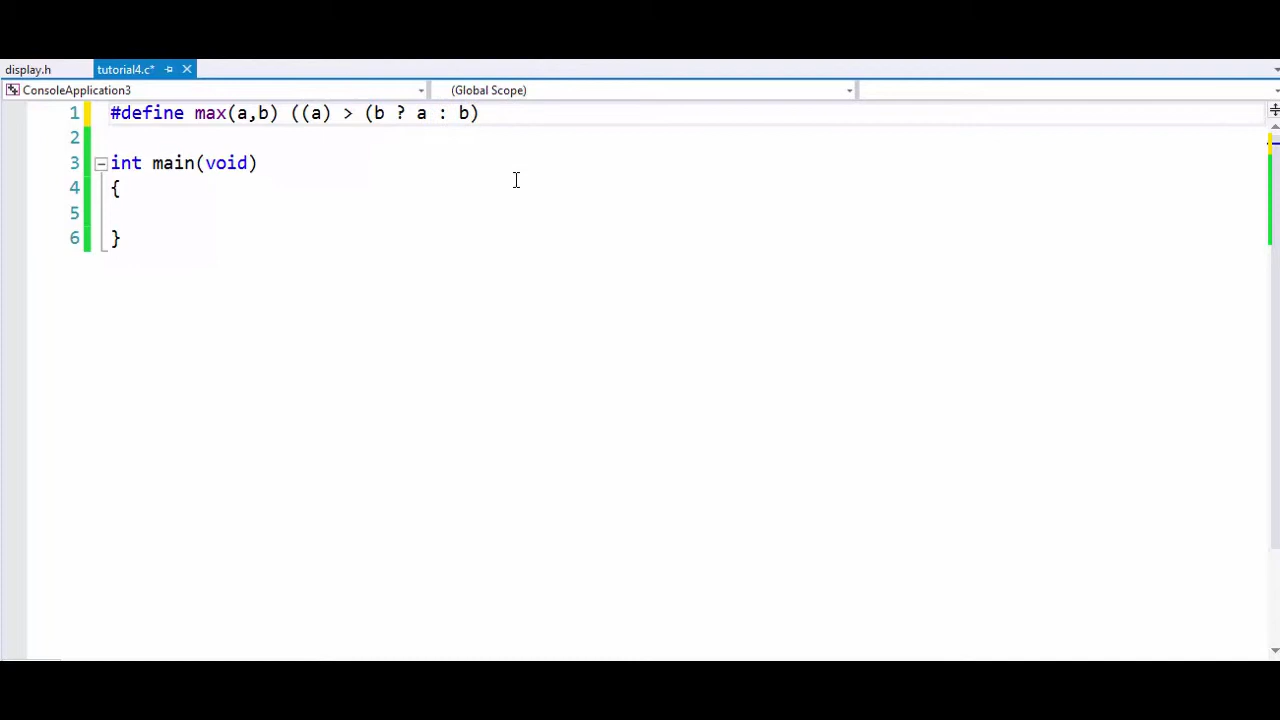 display.h tutorial4.c*
ConsoleApplication3 (Global Scope)
1 #define max(a,b) ((a) > (b ? a : b)
2
3 int main(void)
4 {
5
6 }